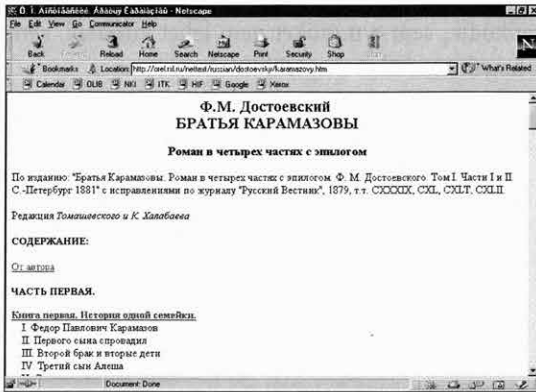 - Netscape
File Edit View Go Communicator Help
Back Reload Home Search Netscape Print Security Shop
Bookmarks Location: http://orel.rsl.ru/nettext/russian/dostoevskiy/karamazovy.htm What's Related
Calendar OLIB NKI ITK HIF Google Xerox
Ф.М. Достоевский
БРАТЬЯ КАРАМАЗОВЫ
Роман в четырех частях с эпилогом
По изданию: "Братья Карамазовы. Роман в четырех частях с эпилогом. Ф. М. Достоевского. Том I. Части I и II.
С.-Петербург 1881" с исправлениями по журналу "Русский Вестник", 1879, т.т. CXXXIX, CXL, CXLT, CXLII.
Редакция Томашевского и К. Халабаева
СОДЕРЖАНИЕ:
От автора
ЧАСТЬ ПЕРВАЯ.
Книга первая. История одной семейки.
I. Федор Павлович Карамазов
II. Первого сына спровадил
III. Второй брак и вторые дети
IV. Третий сын Алеша
Document: Done